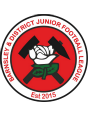 BARNSLEY & DISTRICT JUNIOR FOOTBALL LEAGUE
Est 2015